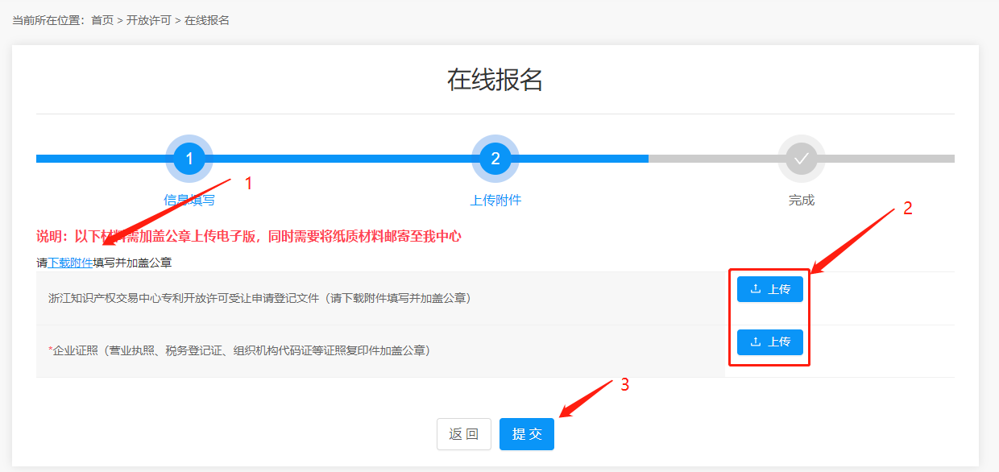 当前所在位置：首页 > 开放许可 > 在线报名
在线报名
1
2
信息填写
上传附件
完成
1
2
说明：以下材料需加盖公章上传电子版，同时需要将纸质材料邮寄至我中心
请下载附件填写并加盖公章
浙江知识产权交易中心专利开放许可受让申请登记文件（请下载附件填写并加盖公章）
上传
*企业证照（营业执照、税务登记证、组织机构代码证等证照复印件加盖公章）
上传
3
返 回
提 交